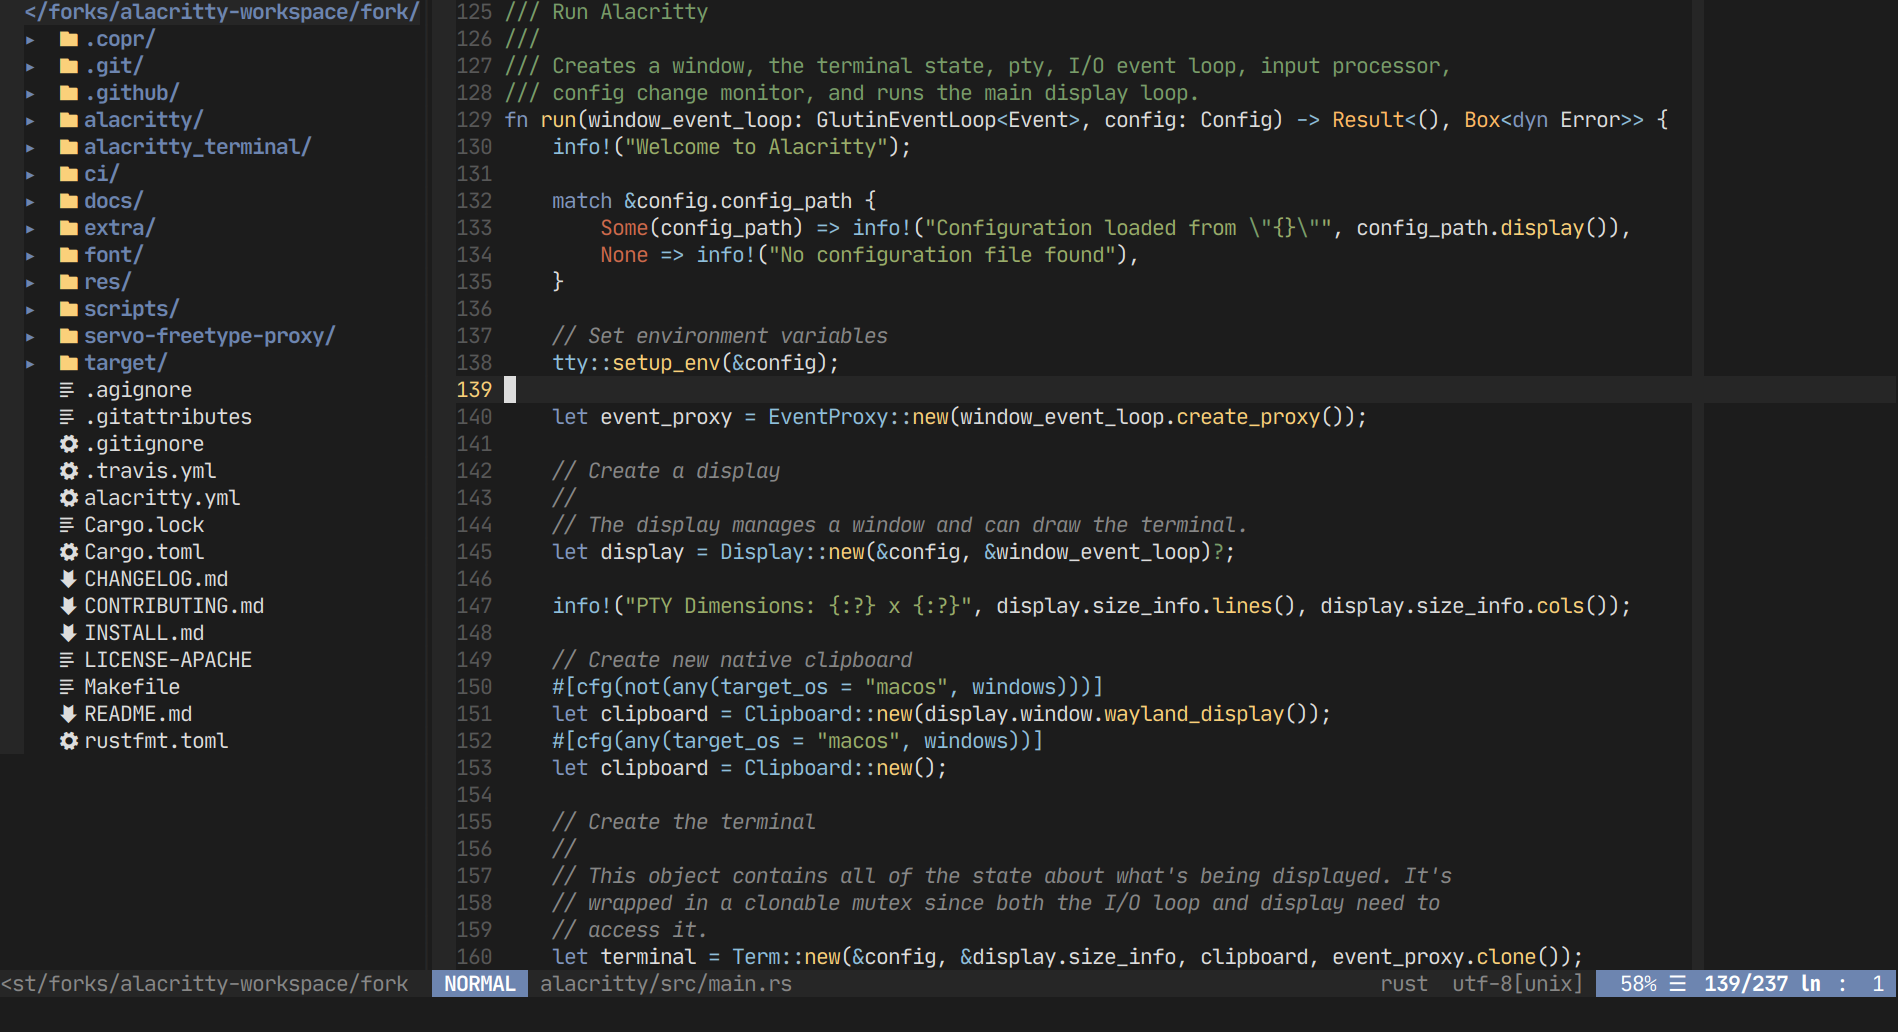 </forks/alacritty-workspace/fork/
▸ .copr/
▸ .git/
▸ .github/
▸ alacritty/
▸ alacritty_terminal/
▸ ci/
▸ docs/
▸ extra/
▸ font/
▸ res/
▸ scripts/
▸ servo-freetype-proxy/
▸ target/
.agignore
.gitattributes
.gitignore
.travis.yml
alacritty.yml
Cargo.lock
Cargo.toml
CHANGELOG.md
CONTRIBUTING.md
INSTALL.md
LICENSE-APACHE
Makefile
README.md
rustfmt.toml
<st/forks/alacritty-workspace/fork
125 /// Run Alacritty
126 ///
127 /// Creates a window, the terminal state, pty, I/O event loop, input processor,
128 /// config change monitor, and runs the main display loop.
129 fn run(window_event_loop: GlutinEventLoop<Event>, config: Config) -> Result<(), Box<dyn Error>> {
130     info!("Welcome to Alacritty");
131
132     match &config.config_path {
133         Some(config_path) => info!("Configuration loaded from \"{}\"", config_path.display()),
134         None => info!("No configuration file found"),
135     }
136
137     // Set environment variables
138     tty::setup_env(&config);
139
140     let event_proxy = EventProxy::new(window_event_loop.create_proxy());
141
142     // Create a display
143     //
144     // The display manages a window and can draw the terminal.
145     let display = Display::new(&config, &window_event_loop)?;
146
147     info!("PTY Dimensions: {:?} x {:?}", display.size_info.lines(), display.size_info.cols());
148
149     // Create new native clipboard
150     #[cfg(not(any(target_os = "macos", windows)))]
151     let clipboard = Clipboard::new(display.window.wayland_display());
152     #[cfg(any(target_os = "macos", windows))]
153     let clipboard = Clipboard::new();
154
155     // Create the terminal
156     //
157     // This object contains all of the state about what's being displayed. It's
158     // wrapped in a clonable mutex since both the I/O loop and display need to
159     // access it.
160     let terminal = Term::new(&config, &display.size_info, clipboard, event_proxy.clone());
NORMAL alacritty/src/main.rs rust utf-8[unix] 58% ☰ 139/237 ln : 1